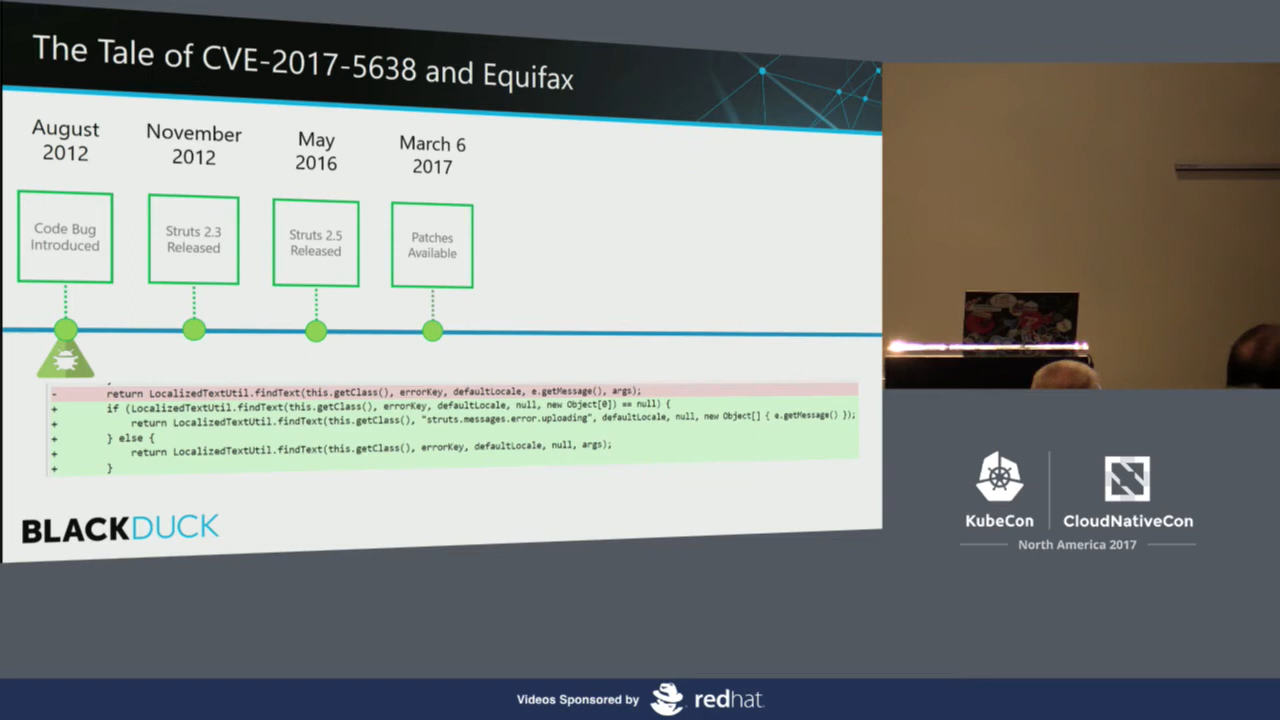 The Tale of CVE-2017-5638 and Equifax
August
2012
November
2012
May
2016
March 6
2017
Code Bug
Introduced
Struts 2.3
Released
Struts 2.5
Released
Patches
Available
- return LocalizedTextUtil.findText(this.getClass(), errorKey, defaultLocale, e.getMessage(), args);
+ if (LocalizedTextUtil.findText(this.getClass(), errorKey, defaultLocale, null, new Object[0]) == null) {
+ return LocalizedTextUtil.findText(this.getClass(), "struts.messages.error.uploading", defaultLocale, null, new Object[] { e.getMessage() });
+ } else {
+ return LocalizedTextUtil.findText(this.getClass(), errorKey, defaultLocale, null, args);
+ }
BLACKDUCK
KubeCon
CloudNativeCon
North America 2017
Videos Sponsored by
redhat